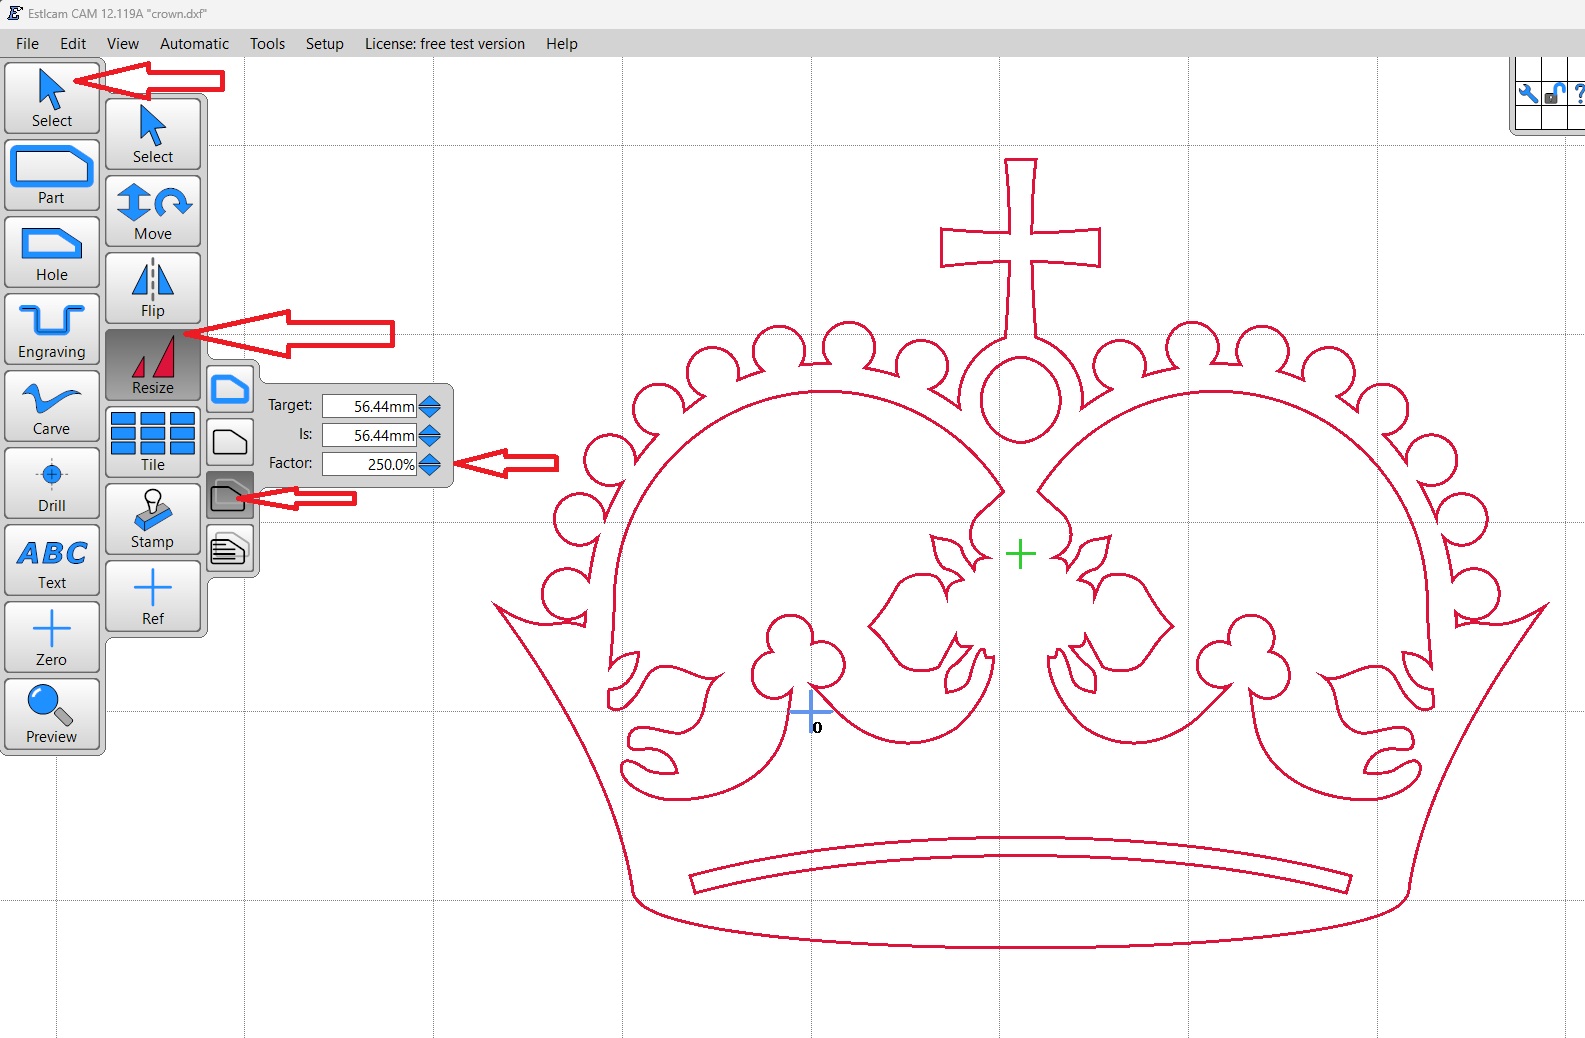 Estlcam CAM 12.119A "crown.dxf"
File Edit View Automatic Tools Setup License: free test version Help
Select
Part
Hole
Engraving
Carve
Drill
ABC
Text
Zero
Preview
Select
Move
Flip
Resize
Tile
Stamp
Ref
Target: 56.44mm
Is: 56.44mm
Factor: 250.0%
?
0